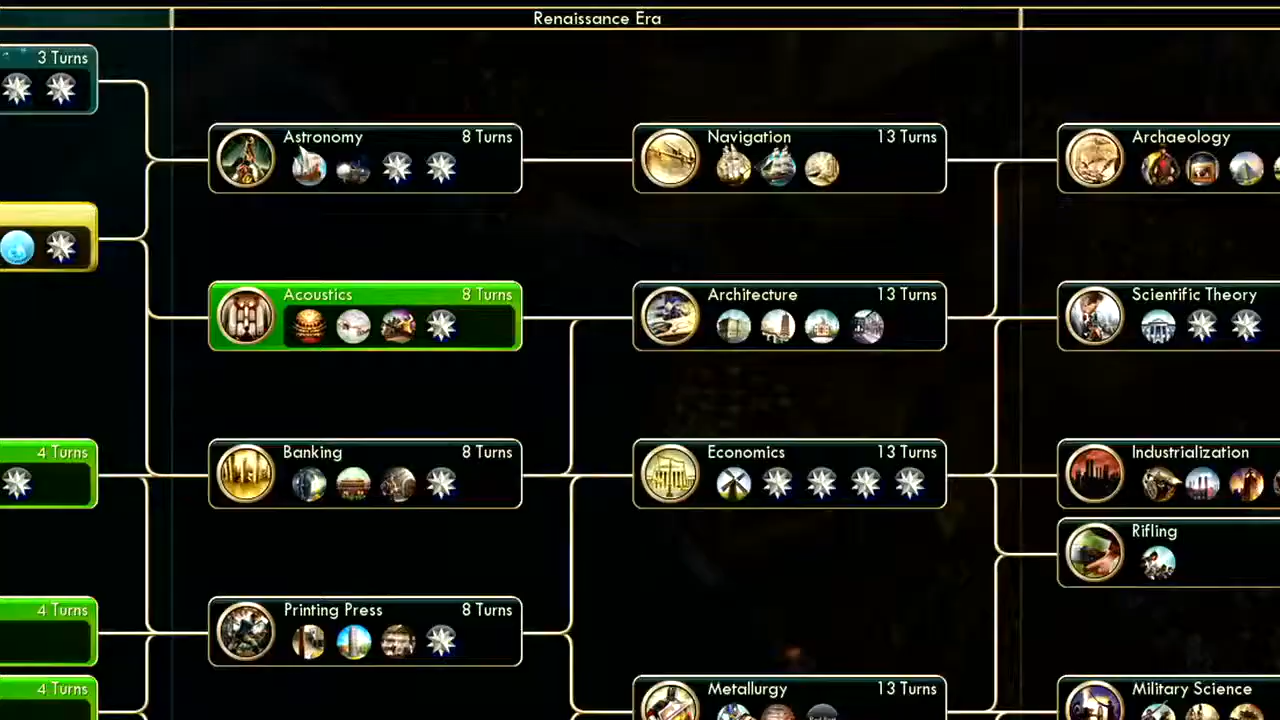 Renaissance Era
3 Turns
Astronomy 8 Turns
Navigation 13 Turns
Archaeology
Acoustics 8 Turns
Architecture 13 Turns
Scientific Theory
4 Turns
Banking 8 Turns
Economics 13 Turns
Industrialization
Rifling
4 Turns
Printing Press 8 Turns
4 Turns
Metallurgy 13 Turns
Military Science